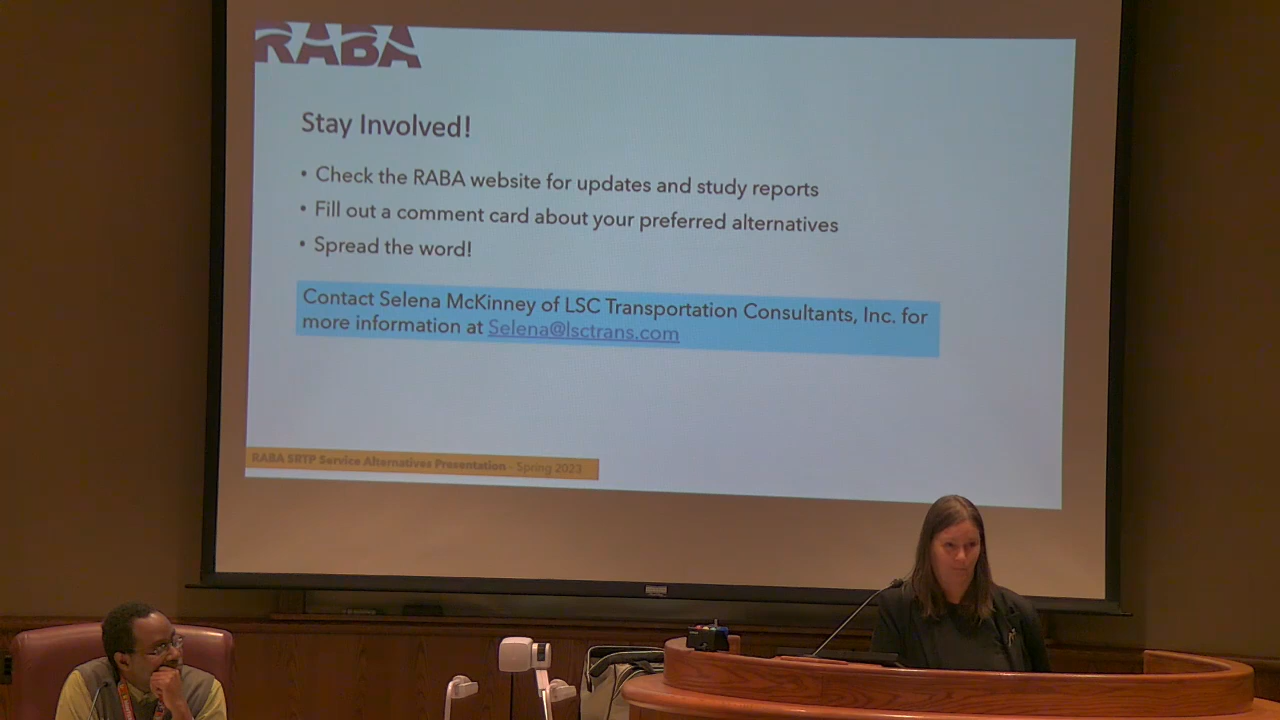 RABA
Stay Involved!
• Check the RABA website for updates and study reports
• Fill out a comment card about your preferred alternatives
• Spread the word!
Contact Selena McKinney of LSC Transportation Consultants, Inc. for
more information at Selena@lsctrans.com
RABA SRTP Service Alternatives Presentation - Spring 2023